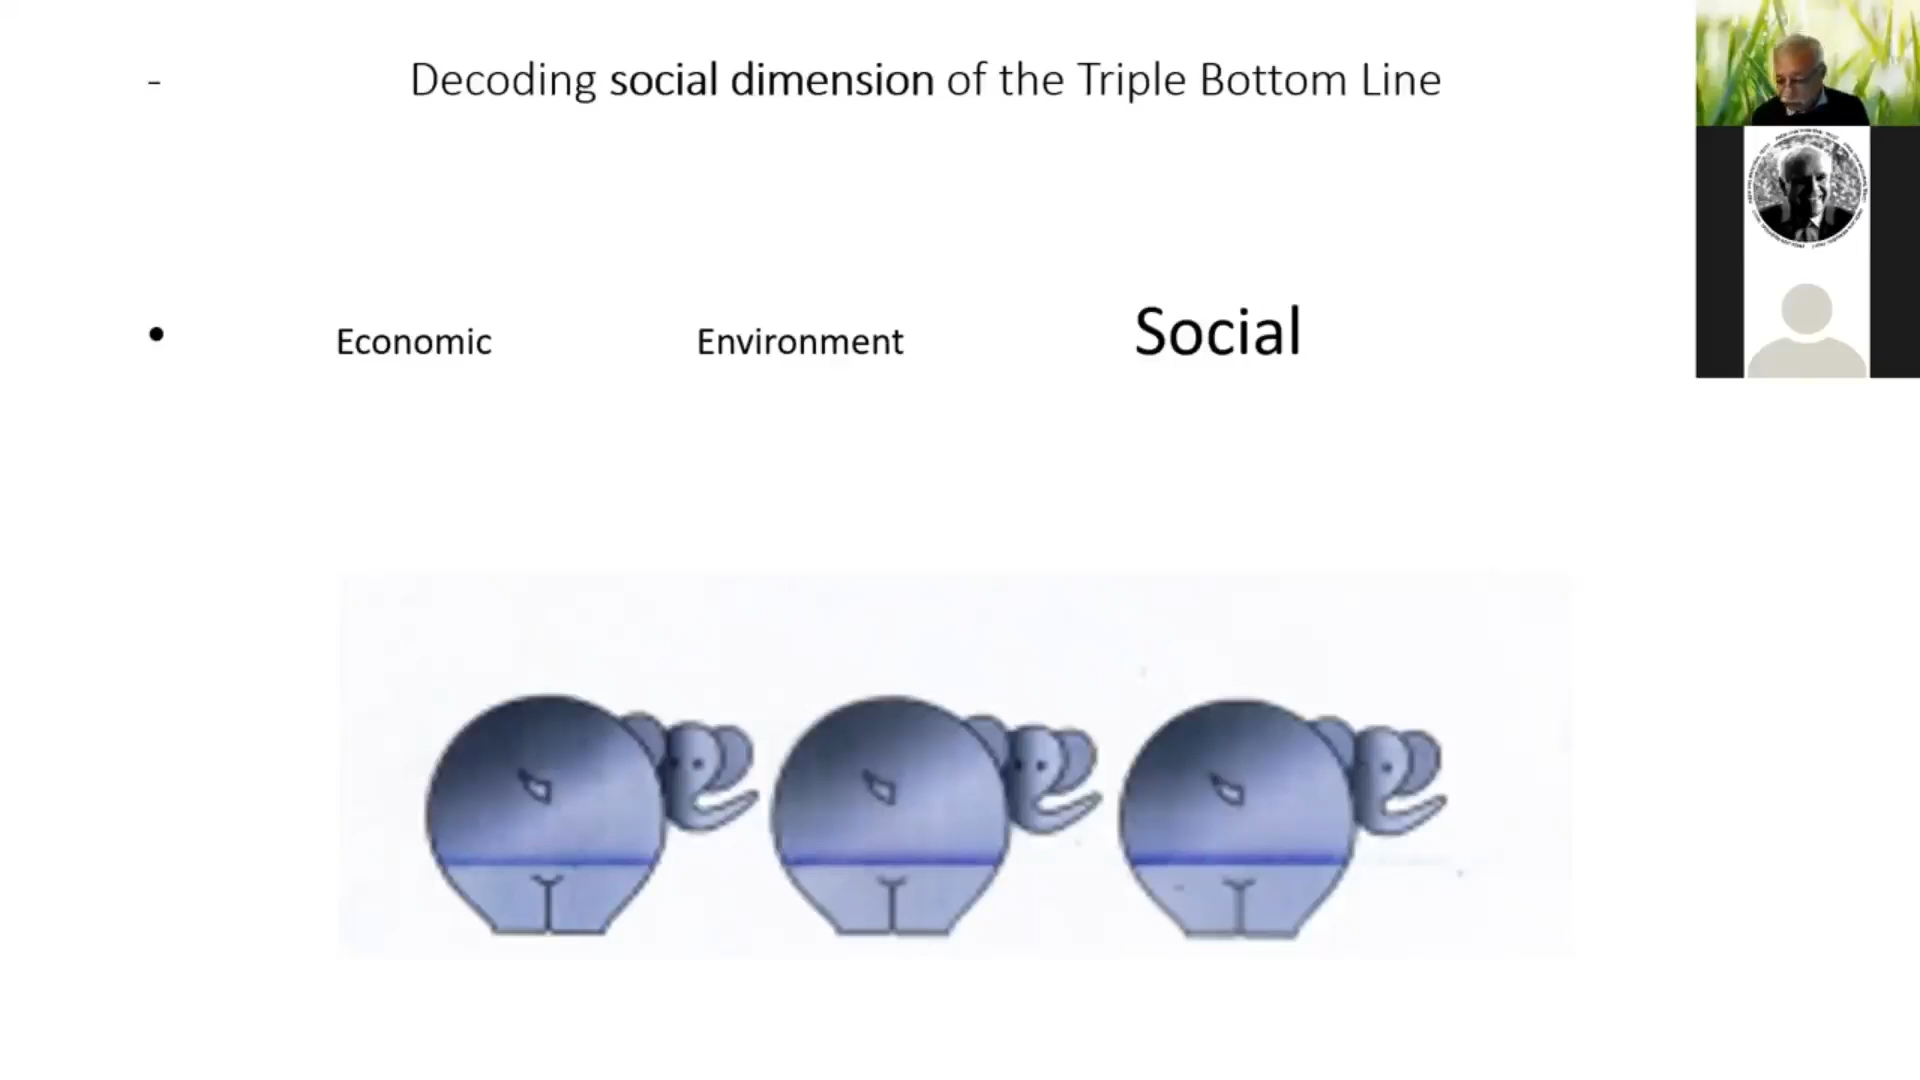 - Decoding social dimension of the Triple Bottom Line
• Economic Environment Social